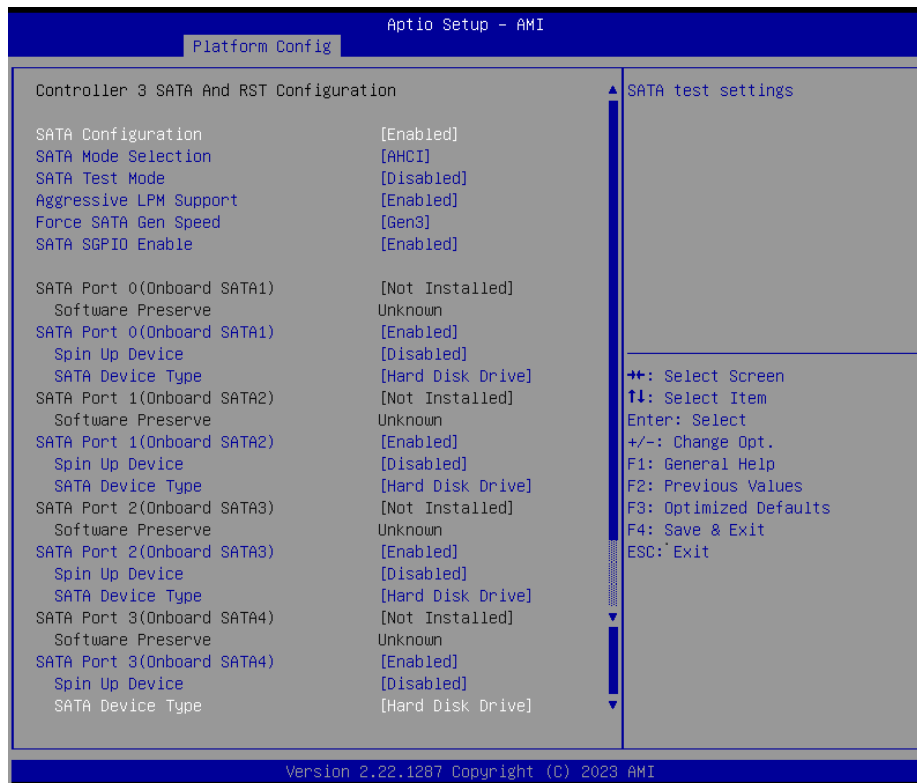 Aptio Setup – AMI
Platform Config
Controller 3 SATA And RST Configuration
SATA Configuration [Enabled]
SATA Mode Selection [AHCI]
SATA Test Mode [Disabled]
Aggressive LPM Support [Enabled]
Force SATA Gen Speed [Gen3]
SATA SGPIO Enable [Enabled]
SATA Port 0(Onboard SATA1) [Not Installed]
Software Preserve Unknown
SATA Port 0(Onboard SATA1) [Enabled]
Spin Up Device [Disabled]
SATA Device Type [Hard Disk Drive]
SATA Port 1(Onboard SATA2) [Not Installed]
Software Preserve Unknown
SATA Port 1(Onboard SATA2) [Enabled]
Spin Up Device [Disabled]
SATA Device Type [Hard Disk Drive]
SATA Port 2(Onboard SATA3) [Not Installed]
Software Preserve Unknown
SATA Port 2(Onboard SATA3) [Enabled]
Spin Up Device [Disabled]
SATA Device Type [Hard Disk Drive]
SATA Port 3(Onboard SATA4) [Not Installed]
Software Preserve Unknown
SATA Port 3(Onboard SATA4) [Enabled]
Spin Up Device [Disabled]
SATA Device Type [Hard Disk Drive]
SATA test settings
→←: Select Screen
↑↓: Select Item
Enter: Select
+/-: Change Opt.
F1: General Help
F2: Previous Values
F3: Optimized Defaults
F4: Save & Exit
ESC: Exit
Version 2.22.1287 Copyright (C) 2023 AMI